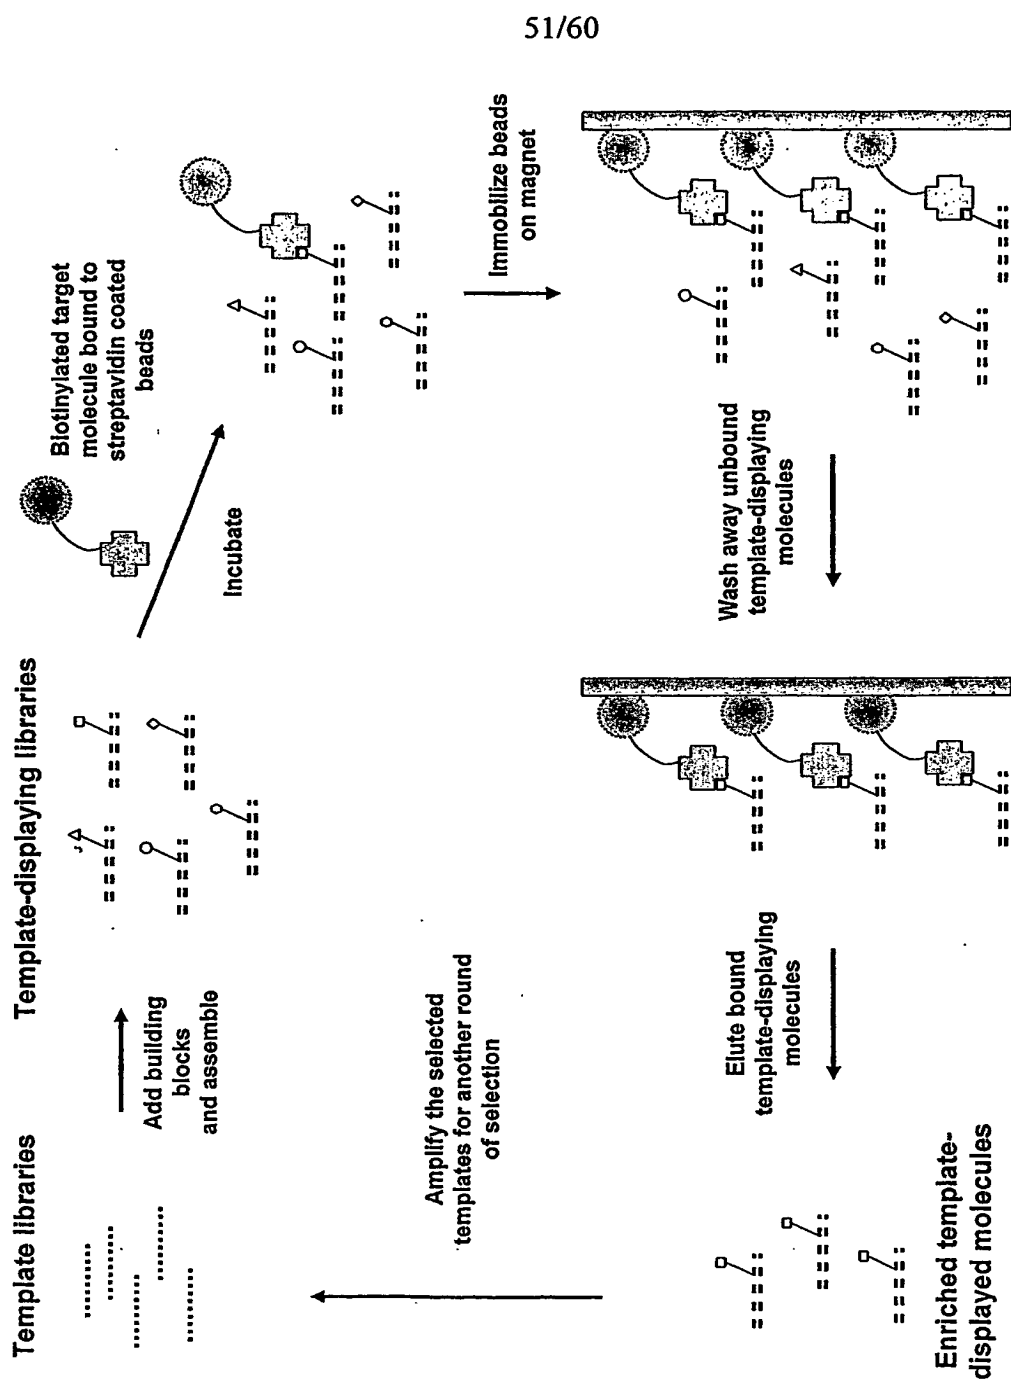 51/60
Template libraries
Add building
blocks
and assemble
Template-displaying libraries
Incubate
Biotinylated target
molecule bound to
streptavidin coated
beads
Immobilize beads
on magnet
Wash away unbound
template-displaying
molecules
Elute bound
template-displaying
molecules
Enriched template-
displayed molecules
Amplify the selected
templates for another round
of selection